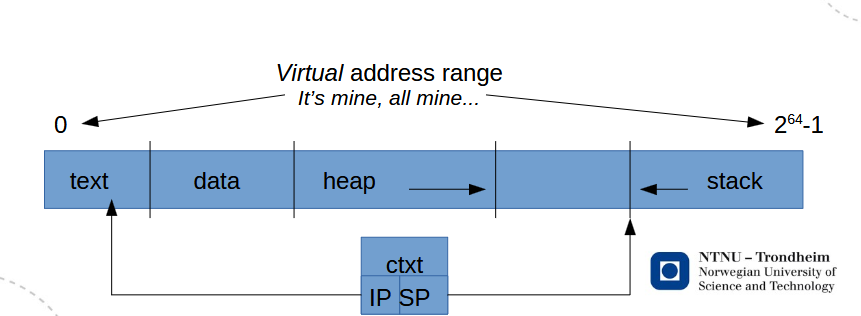 Virtual address range
It's mine, all mine...
0
2⁶⁴-1
text
data
heap
stack
ctxt
IP SP
NTNU – Trondheim
Norwegian University of
Science and Technology